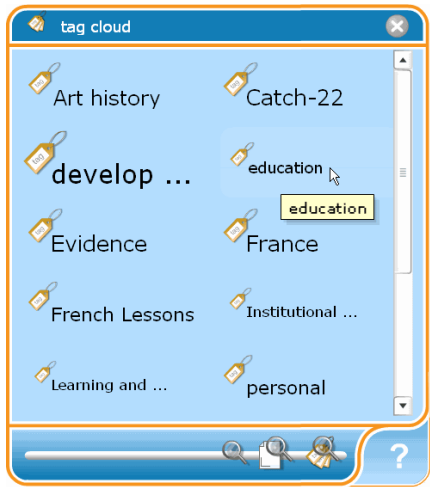 tag cloud
Art history Catch-22
develop ... education
education
Evidence France
French Lessons Institutional ...
Learning and ... personal
?